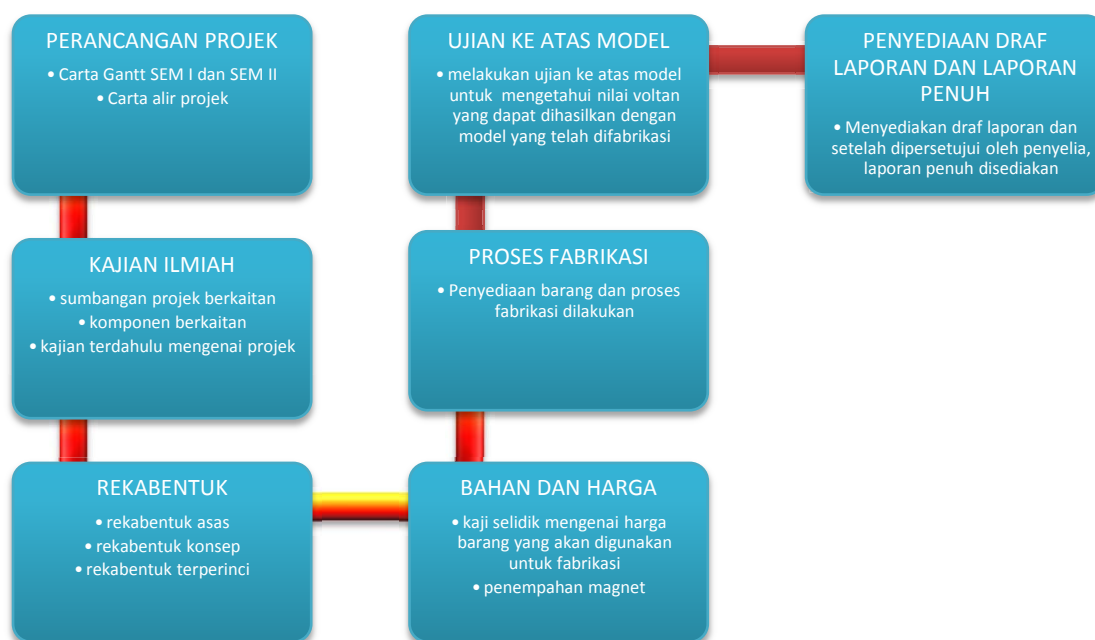 PERANCANGAN PROJEK
• Carta Gantt SEM I dan SEM II
• Carta alir projek
KAJIAN ILMIAH
• sumbangan projek berkaitan
• komponen berkaitan
• kajian terdahulu mengenai projek
REKABENTUK
• rekabentuk asas
• rekabentuk konsep
• rekabentuk terperinci
BAHAN DAN HARGA
• kaji selidik mengenai harga
barang yang akan digunakan
untuk fabrikasi
• penempahan magnet
PROSES FABRIKASI
• Penyediaan barang dan proses
fabrikasi dilakukan
UJIAN KE ATAS MODEL
• melakukan ujian ke atas model
untuk mengetahui nilai voltan
yang dapat dihasilkan dengan
model yang telah difabrikasi
PENYEDIAAN DRAF
LAPORAN DAN LAPORAN
PENUH
• Menyediakan draf laporan dan
setelah dipersetujui oleh penyelia,
laporan penuh disediakan